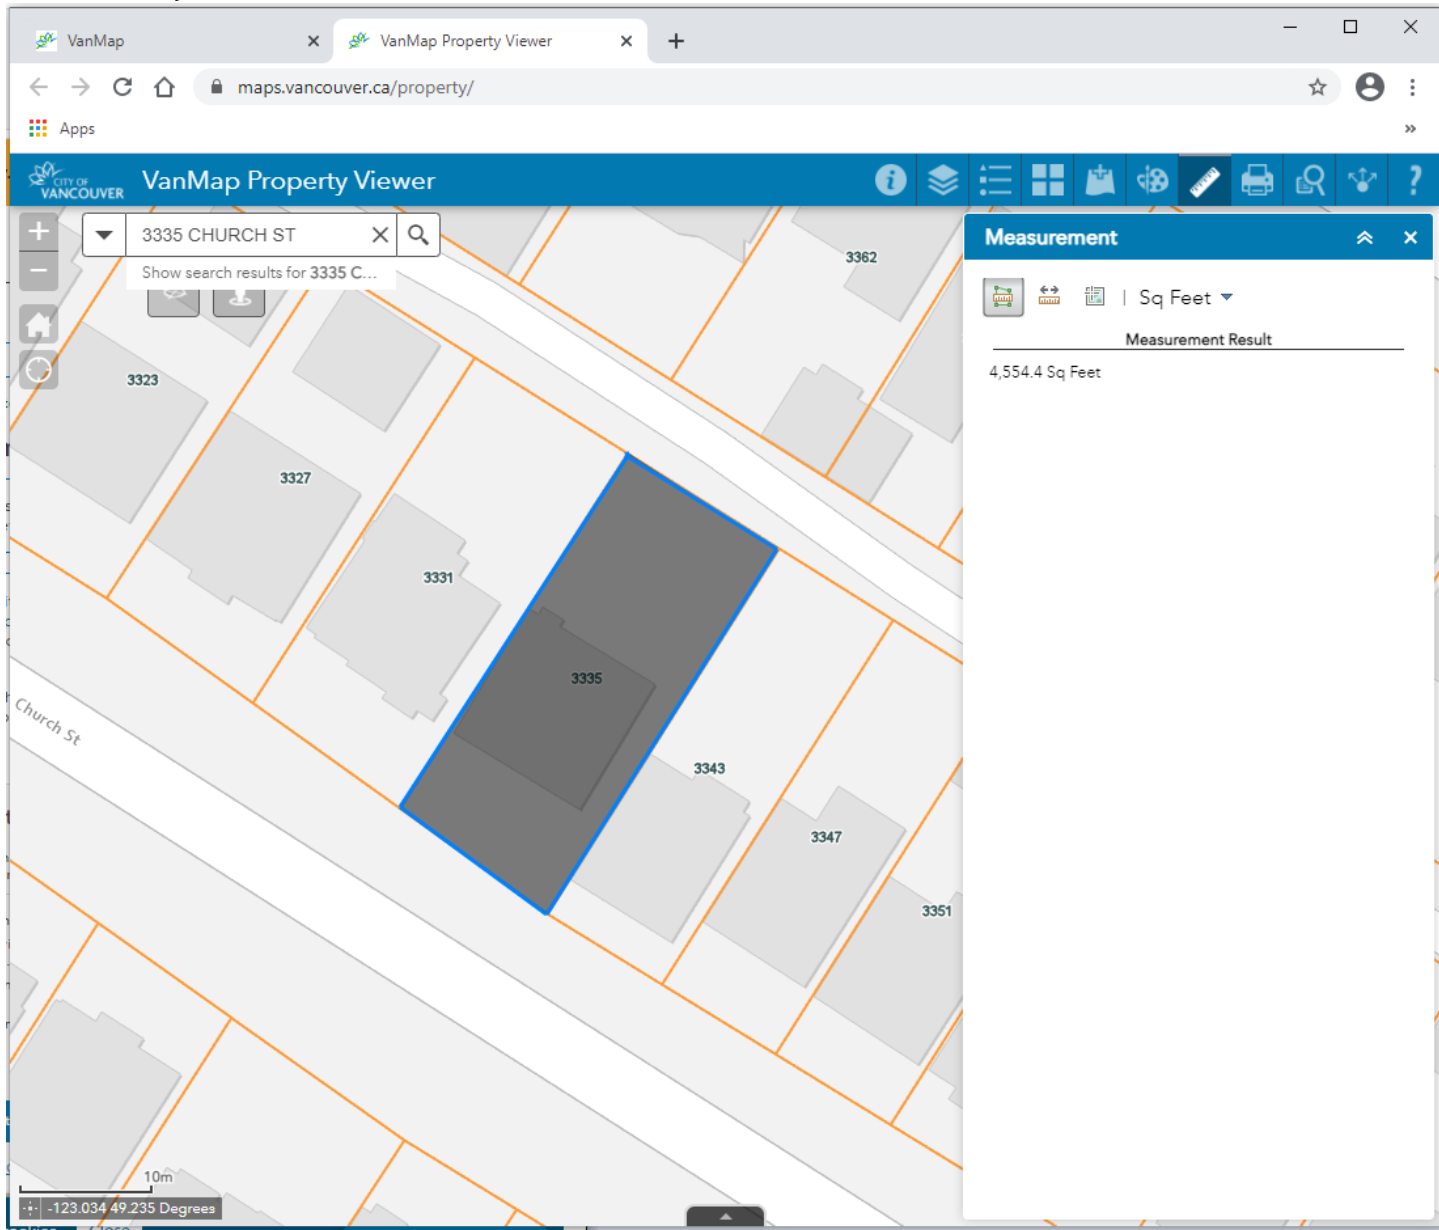 VanMap
VanMap Property Viewer
maps.vancouver.ca/property/
Apps
CITY OF
VANCOUVER
VanMap Property Viewer
3335 CHURCH ST
Show search results for 3335 C...
Measurement
Sq Feet
Measurement Result
4,554.4 Sq Feet
3362
3323
3327
3331
3335
3343
3347
3351
Church St
10m
-123.034 49.235 Degrees